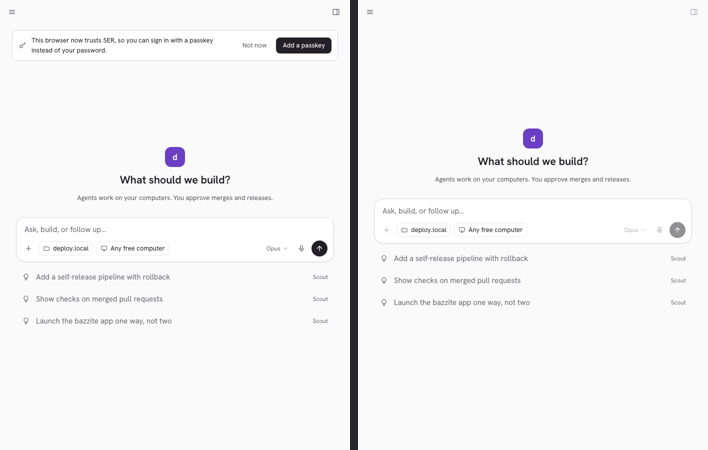 This browser now trusts SER, so you can sign in with a passkey
instead of your password.
Not now
Add a passkey
d
What should we build?
Agents work on your computers. You approve merges and releases.
Ask, build, or follow up...
deploy.local
Any free computer
Opus
Add a self-release pipeline with rollback
Scout
Show checks on merged pull requests
Scout
Launch the bazzite app one way, not two
Scout
d
What should we build?
Agents work on your computers. You approve merges and releases.
Ask, build, or follow up...
deploy.local
Any free computer
Opus
Add a self-release pipeline with rollback
Scout
Show checks on merged pull requests
Scout
Launch the bazzite app one way, not two
Scout